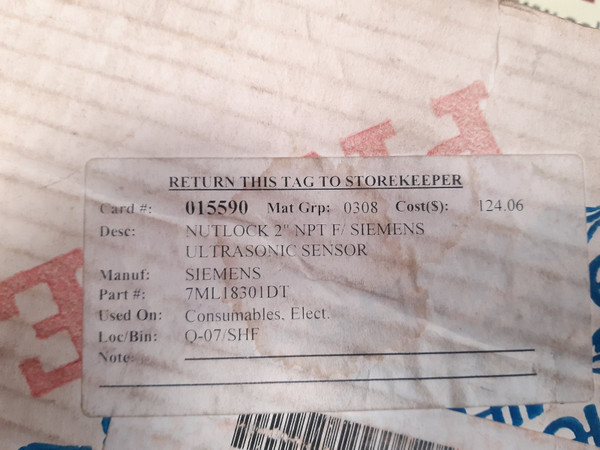 RETURN THIS TAG TO STOREKEEPER
Card #: 015590 Mat Grp: 0308 Cost($): 124.06
Desc: NUTLOCK 2" NPT F/ SIEMENS
ULTRASONIC SENSOR
Manuf: SIEMENS
Part #: 7ML18301DT
Used On: Consumables, Elect.
Loc/Bin: Q-07/SHF
Note: